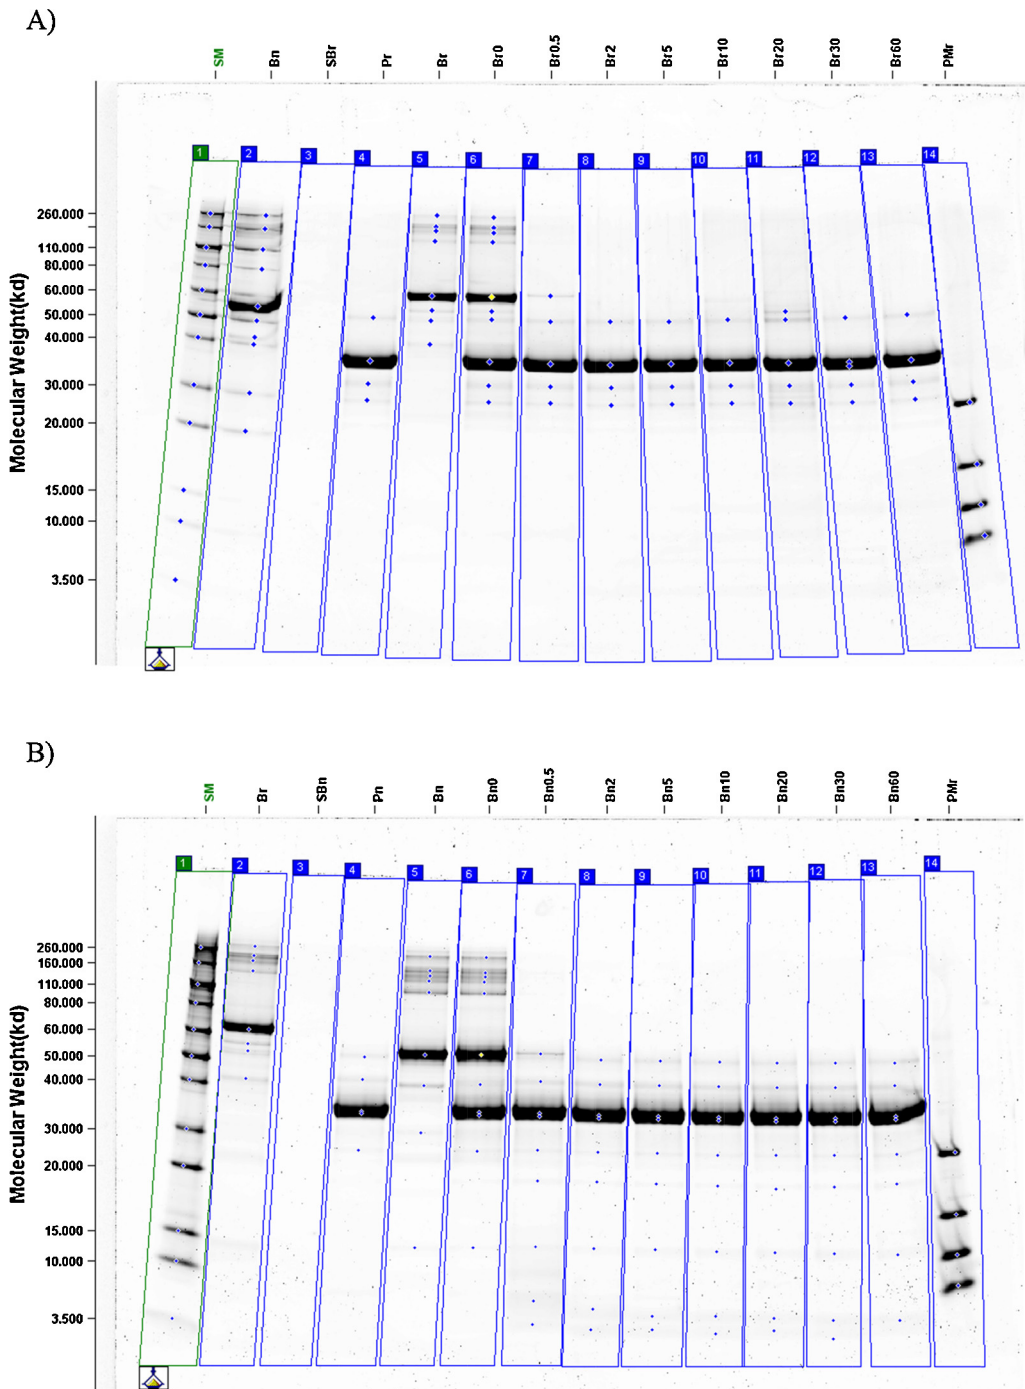 A)
SM Bn SBr Pr Br Br0 Br0.5 Br2 Br5 Br10 Br20 Br30 Br60 PMr
1 2 3 4 5 6 7 8 9 10 11 12 13 14
Molecular Weight(kd)
260.000
110.000
80.000
60.000
50.000
40.000
30.000
20.000
15.000
10.000
3.500
B)
SM Br SBn Pn Bn Bn0 Bn0.5 Bn2 Bn5 Bn10 Bn20 Bn30 Bn60 PMr
1 2 3 4 5 6 7 8 9 10 11 12 13 14
Molecular Weight(kd)
260.000
160.000
110.000
80.000
60.000
50.000
40.000
30.000
20.000
15.000
10.000
3.500